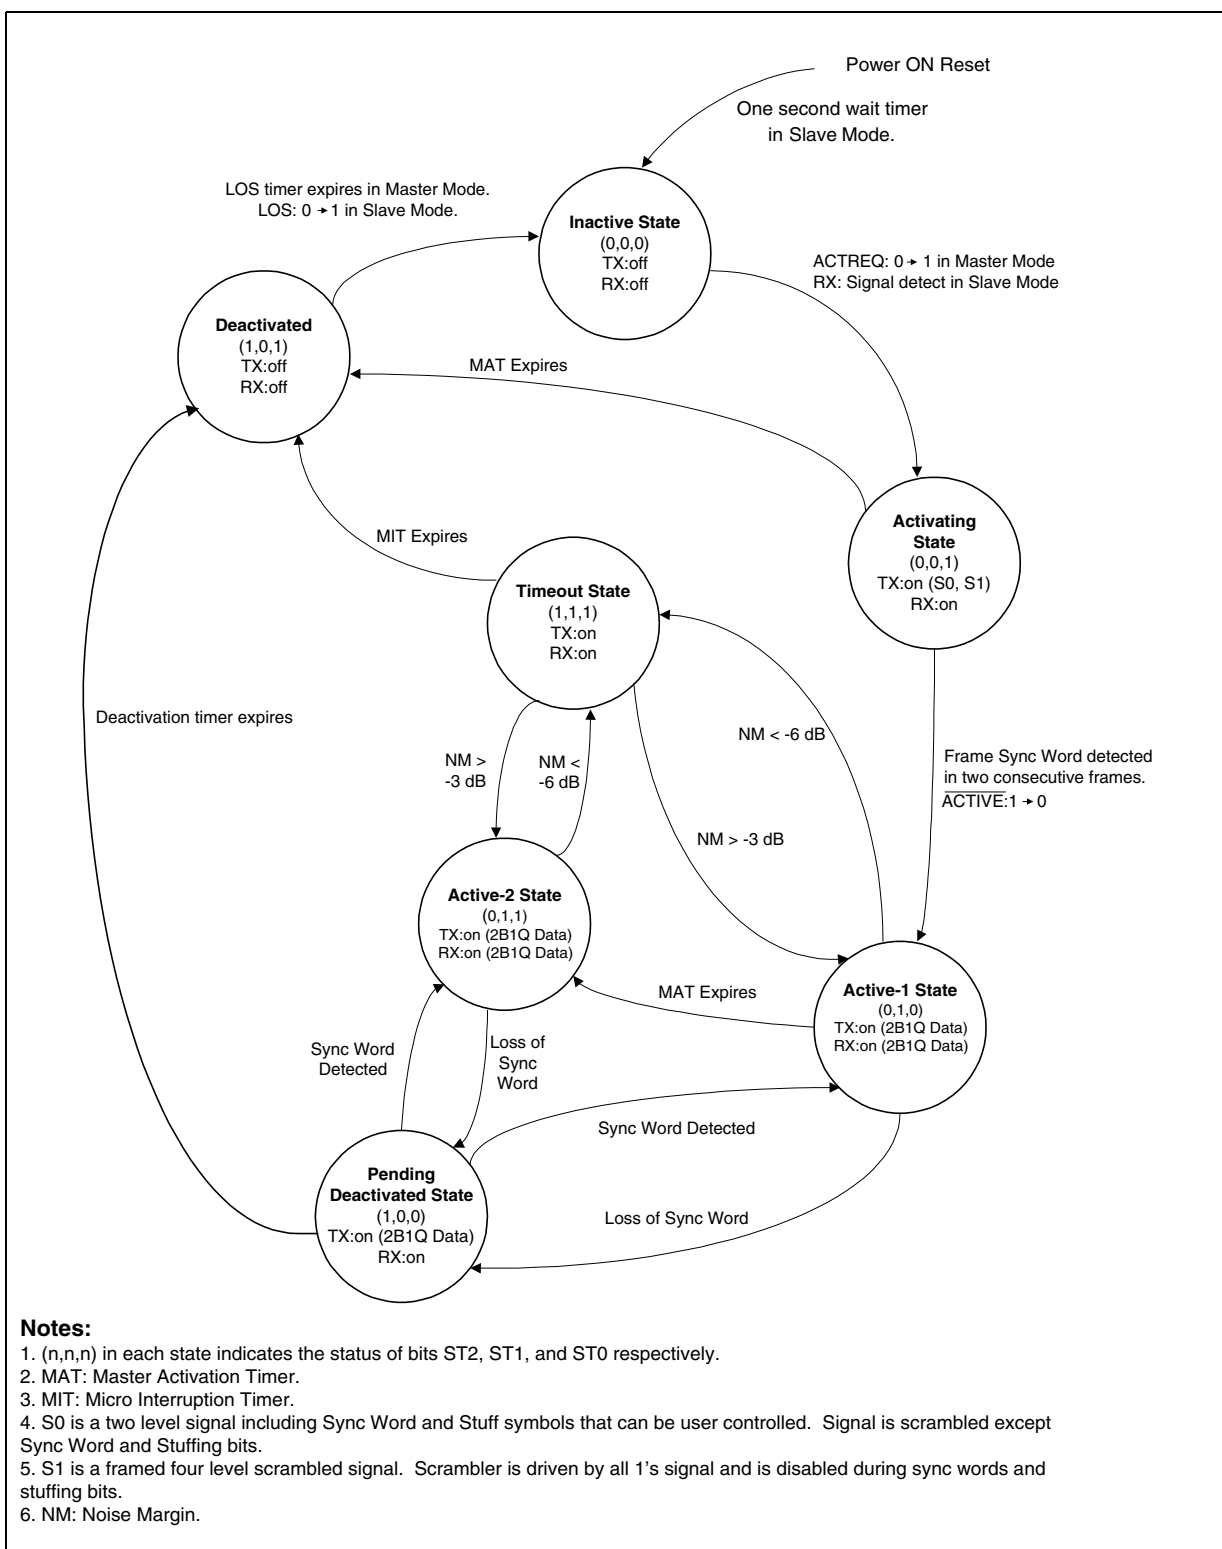 Power ON Reset
One second wait timer
in Slave Mode.
LOS timer expires in Master Mode.
LOS: 0 → 1 in Slave Mode.
Inactive State
(0,0,0)
TX:off
RX:off
ACTREQ: 0 → 1 in Master Mode
RX: Signal detect in Slave Mode
Deactivated
(1,0,1)
TX:off
RX:off
MAT Expires
Activating
State
(0,0,1)
TX:on (S0, S1)
RX:on
MIT Expires
Timeout State
(1,1,1)
TX:on
RX:on
Deactivation timer expires
NM >
-3 dB
NM <
-6 dB
NM < -6 dB
Frame Sync Word detected
in two consecutive frames.
ACTIVE:1 → 0
NM > -3 dB
Active-2 State
(0,1,1)
TX:on (2B1Q Data)
RX:on (2B1Q Data)
MAT Expires
Active-1 State
(0,1,0)
TX:on (2B1Q Data)
RX:on (2B1Q Data)
Sync Word
Detected
Loss of
Sync
Word
Sync Word Detected
Pending
Deactivated State
(1,0,0)
TX:on (2B1Q Data)
RX:on
Loss of Sync Word
Notes:
1. (n,n,n) in each state indicates the status of bits ST2, ST1, and ST0 respectively.
2. MAT: Master Activation Timer.
3. MIT: Micro Interruption Timer.
4. S0 is a two level signal including Sync Word and Stuff symbols that can be user controlled. Signal is scrambled except
Sync Word and Stuffing bits.
5. S1 is a framed four level scrambled signal. Scrambler is driven by all 1's signal and is disabled during sync words and
stuffing bits.
6. NM: Noise Margin.